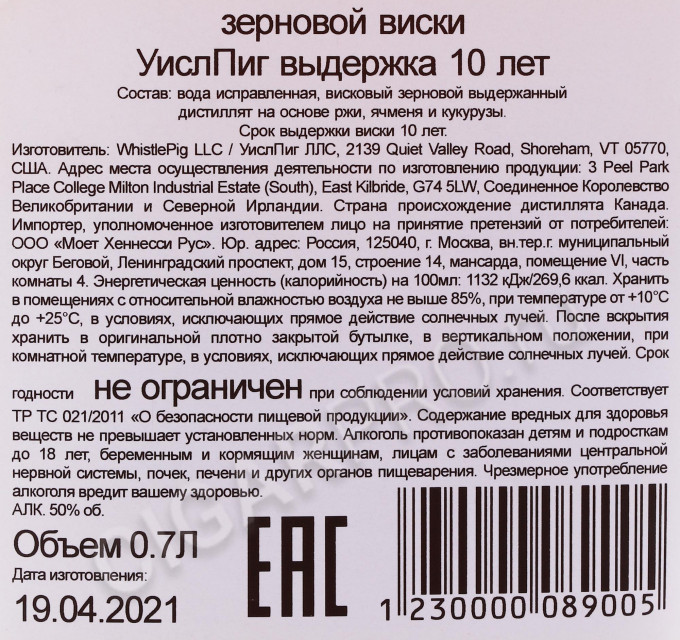 зерновой виски
УислПиг выдержка 10 лет
Состав: вода исправленная, висковый зерновой выдержанный
дистиллят на основе ржи, ячменя и кукурузы.
Срок выдержки виски 10 лет.
Изготовитель: WhistlePig LLC / УислПиг ЛЛС, 2139 Quiet Valley Road, Shoreham, VT 05770,
США. Адрес места осуществления деятельности по изготовлению продукции: 3 Peel Park
Place College Milton Industrial Estate (South), East Kilbride, G74 5LW, Соединенное Королевство
Великобритании и Северной Ирландии. Страна происхождение дистиллята Канада.
Импортер, уполномоченное изготовителем лицо на принятие претензий от потребителей:
ООО «Моет Хеннесси Рус». Юр. адрес: Россия, 125040, г. Москва, вн.тер.г. муниципальный
округ Беговой, Ленинградский проспект, дом 15, строение 14, мансарда, помещение VI, часть
комнаты 4. Энергетическая ценность (калорийность) на 100мл: 1132 кДж/269,6 ккал. Хранить
в помещениях с относительной влажностью воздуха не выше 85%, при температуре от +10°C
до +25°C, в условиях, исключающих прямое действие солнечных лучей. После вскрытия
хранить в оригинальной плотно закрытой бутылке, в вертикальном положении, при
комнатной температуре, в условиях, исключающих прямое действие солнечных лучей. Срок
годности не ограничен при соблюдении условий хранения. Соответствует
ТР ТС 021/2011 «О безопасности пищевой продукции». Содержание вредных для здоровья
веществ не превышает установленных норм. Алкоголь противопоказан детям и подросткам
до 18 лет, беременным и кормящим женщинам, лицам с заболеваниями центральной
нервной системы, почек, печени и других органов пищеварения. Чрезмерное употребление
алкоголя вредит вашему здоровью.
АЛК. 50% об.
Объем 0.7Л
Дата изготовления:
19.04.2021
EAC
1 230000 089005
CIGARPRO.ru